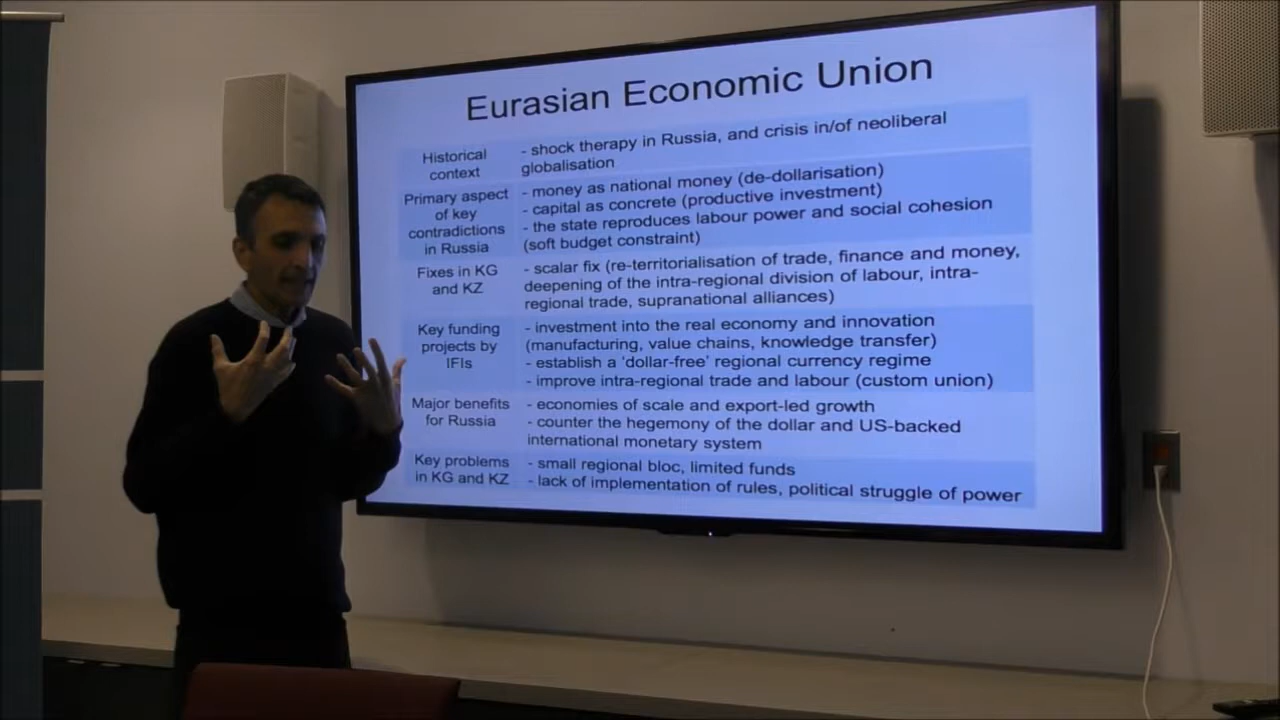 Eurasian Economic Union
Historical
context
- shock therapy in Russia, and crisis in/of neoliberal
globalisation
Primary aspect
of key
contradictions
in Russia
- money as national money (de-dollarisation)
- capital as concrete (productive investment)
- the state reproduces labour power and social cohesion
(soft budget constraint)
Fixes in KG
and KZ
- scalar fix (re-territorialisation of trade, finance and money,
deepening of the intra-regional division of labour, intra-
regional trade, supranational alliances)
Key funding
projects by
IFIs
- investment into the real economy and innovation
(manufacturing, value chains, knowledge transfer)
- establish a ‘dollar-free’ regional currency regime
- improve intra-regional trade and labour (custom union)
Major benefits
for Russia
- economies of scale and export-led growth
- counter the hegemony of the dollar and US-backed
international monetary system
Key problems
in KG and KZ
- small regional bloc, limited funds
- lack of implementation of rules, political struggle of power